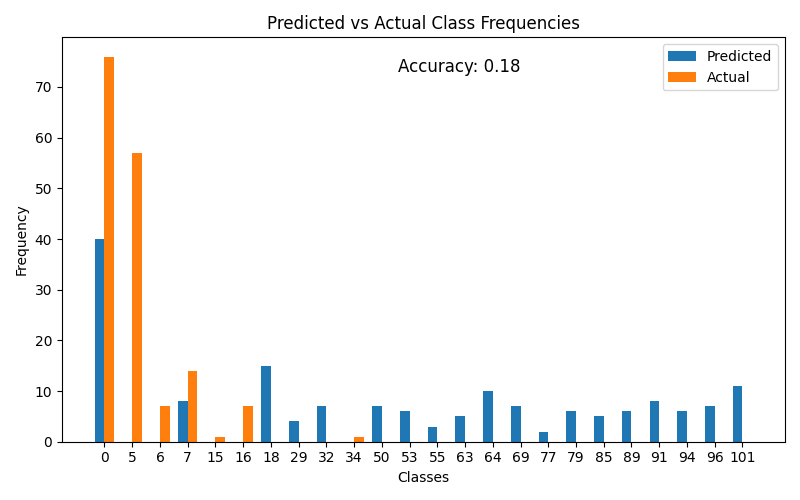 Predicted vs Actual Class Frequencies
Accuracy: 0.18
Predicted
Actual
Frequency
70
60
50
40
30
20
10
0
0 5 6 7 15 16 18 29 32 34 50 53 55 63 64 69 77 79 85 89 91 94 96 101
Classes